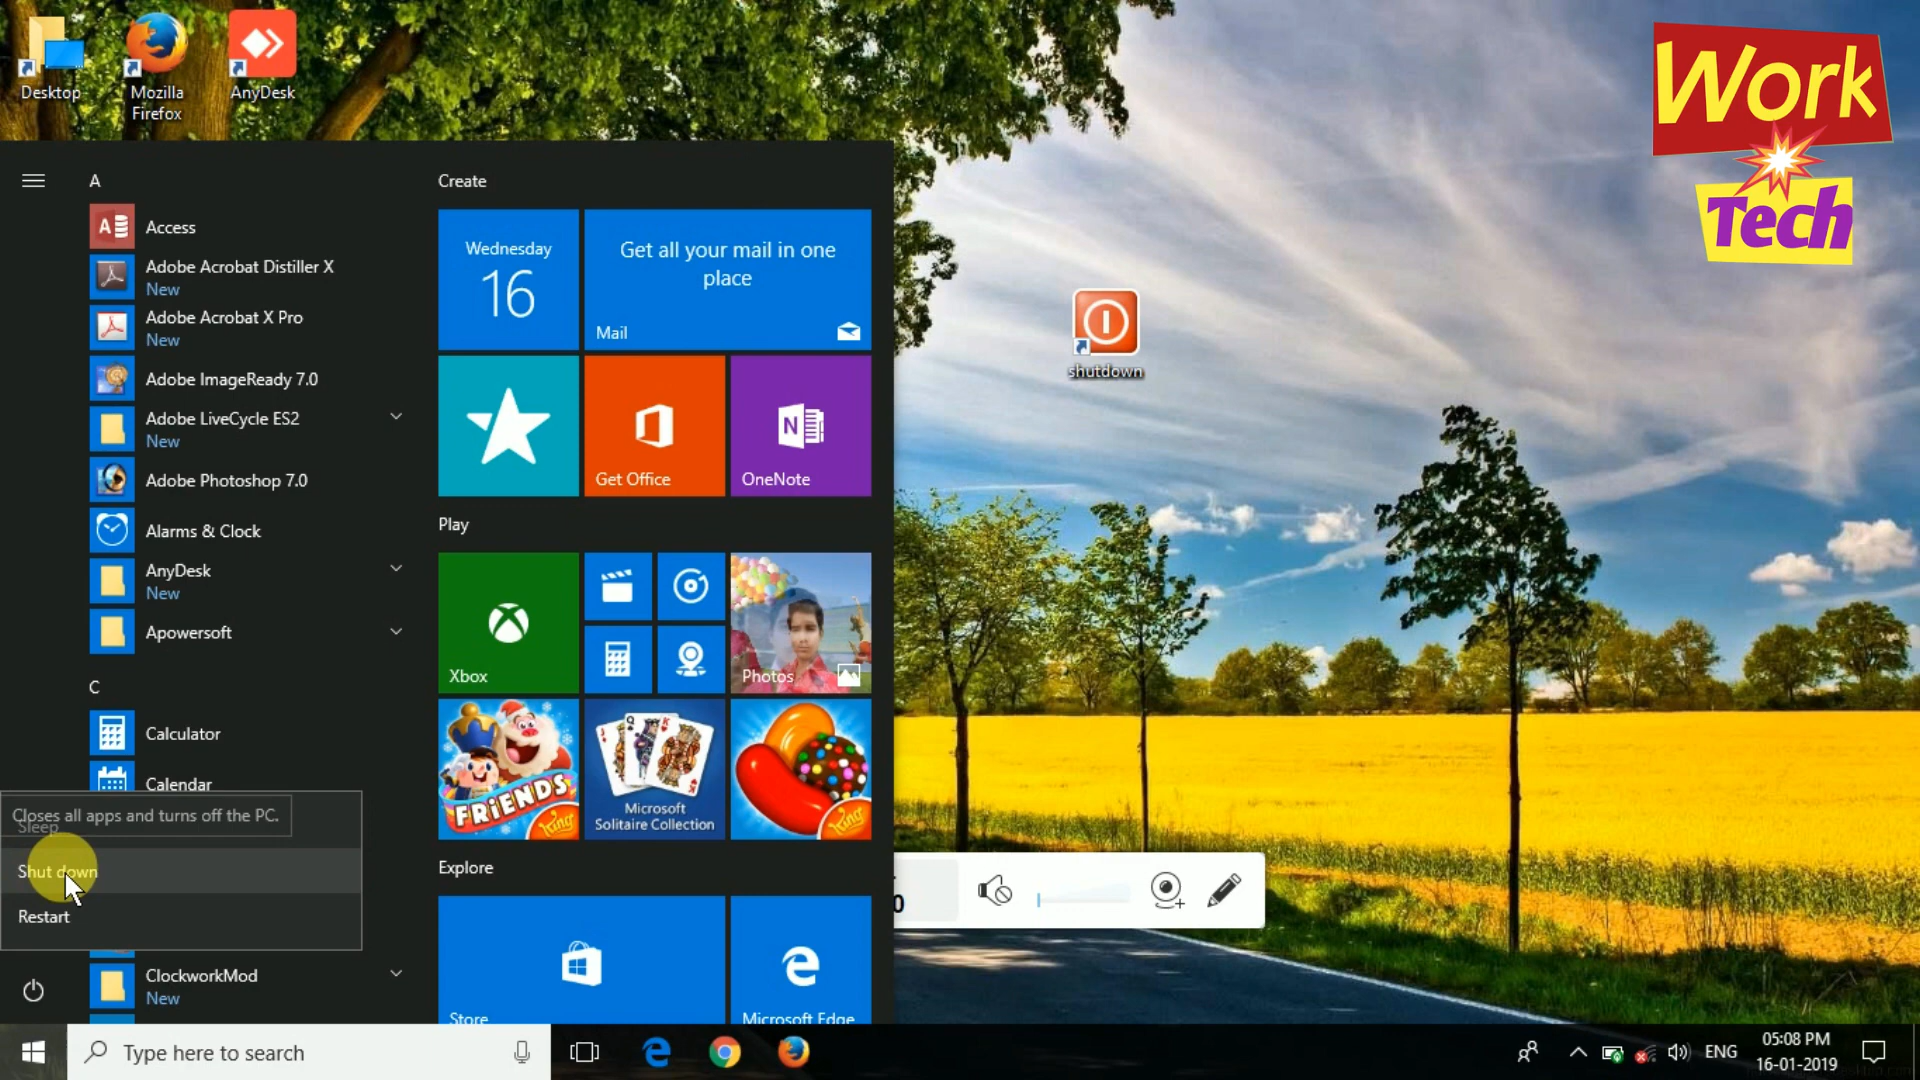 Desktop
Mozilla
Firefox
AnyDesk
Work
Tech
shutdown
A
Access
Adobe Acrobat Distiller X
New
Adobe Acrobat X Pro
New
Adobe ImageReady 7.0
Adobe LiveCycle ES2
New
Adobe Photoshop 7.0
Alarms & Clock
AnyDesk
New
Apowersoft
C
Calculator
Calendar
Closes all apps and turns off the PC.
Sleep
Shut down
Restart
ClockworkMod
New
Create
Wednesday
16
Get all your mail in one
place
Mail
Get Office
OneNote
Play
Xbox
Photos
FRiENDS
King
Microsoft
Solitaire Collection
King
Explore
Store
Microsoft Edge
0
Type here to search
ENG
05:08 PM
16-01-2019